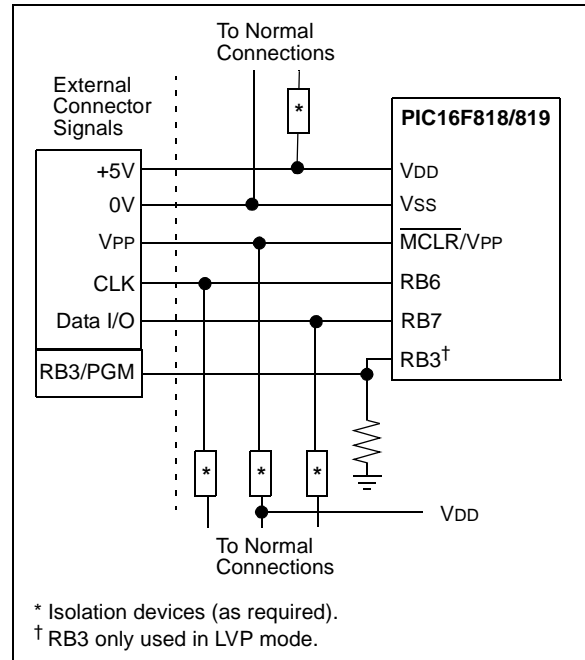 To Normal
Connections
External
Connector
Signals
*
PIC16F818/819
+5V
VDD
0V
VSS
VPP
MCLR/VPP
CLK
RB6
Data I/O
RB7
RB3†
RB3/PGM
* * *
VDD
To Normal
Connections
* Isolation devices (as required).
† RB3 only used in LVP mode.